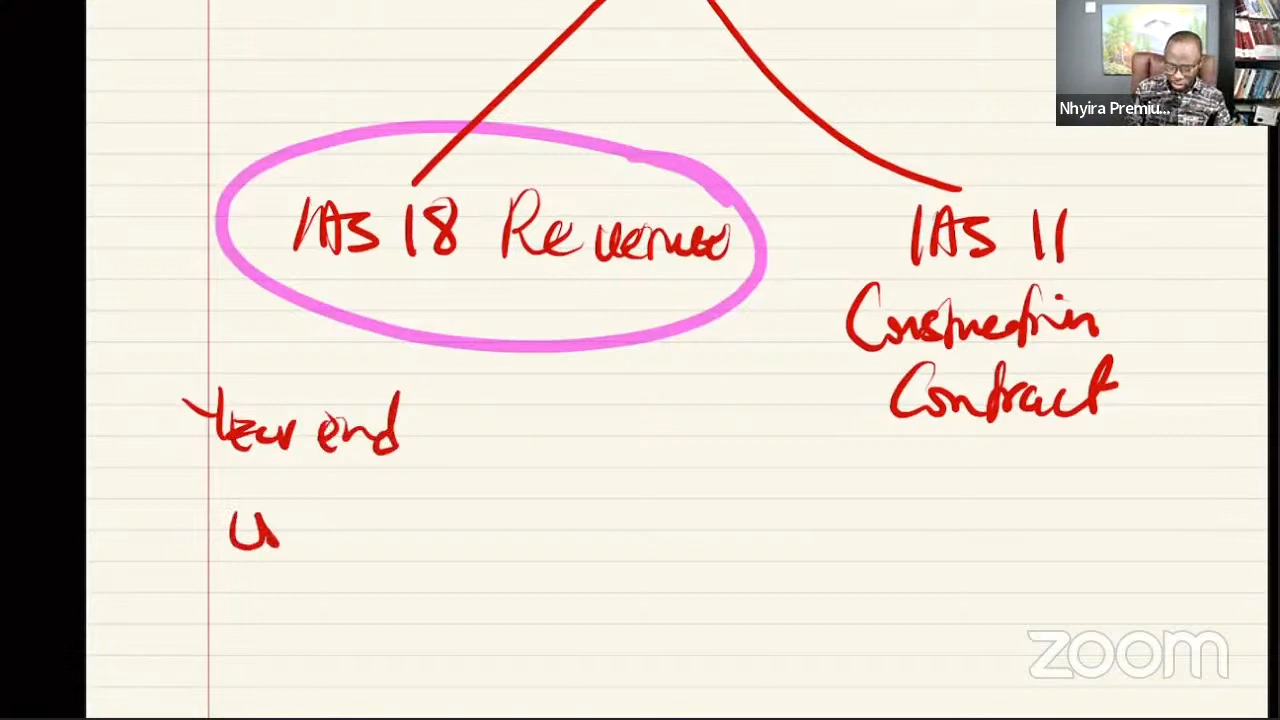 Nhyira Premiu...
IAS 18 Revenue
IAS 11
Construction
Contract
Year end
zoom